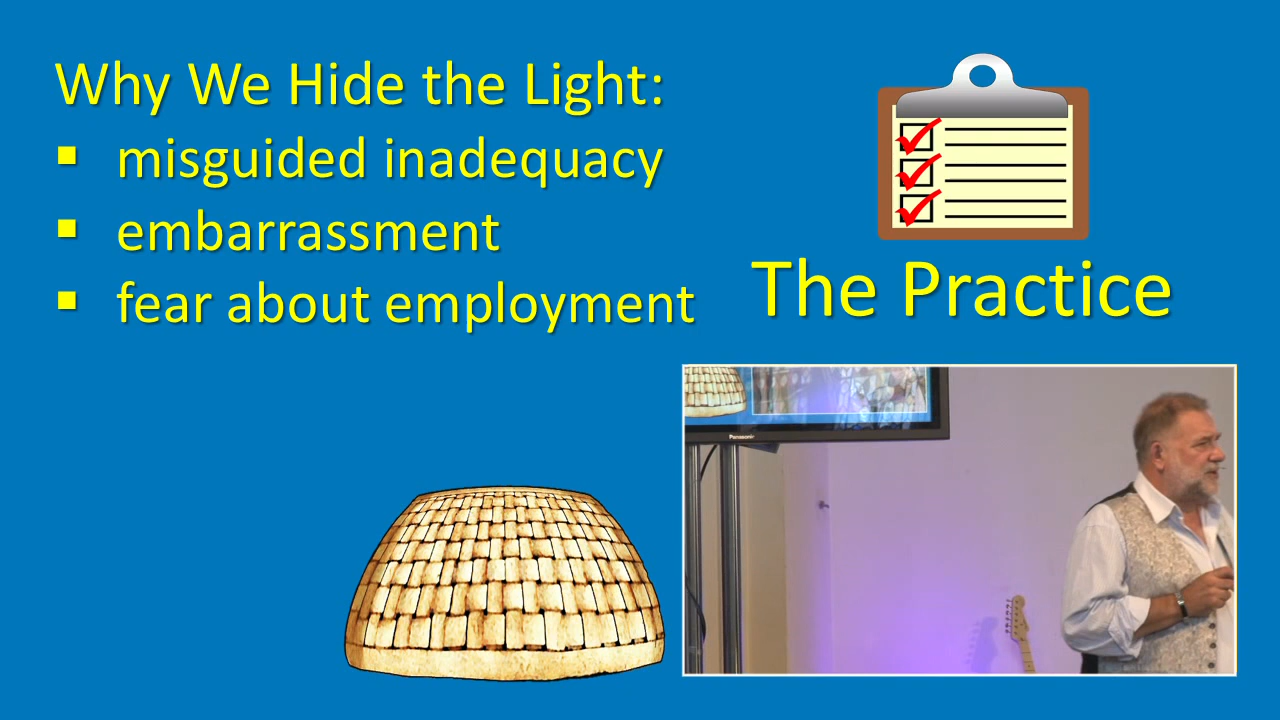 Why We Hide the Light:
▪ misguided inadequacy
▪ embarrassment
▪ fear about employment
The Practice
Panasonic